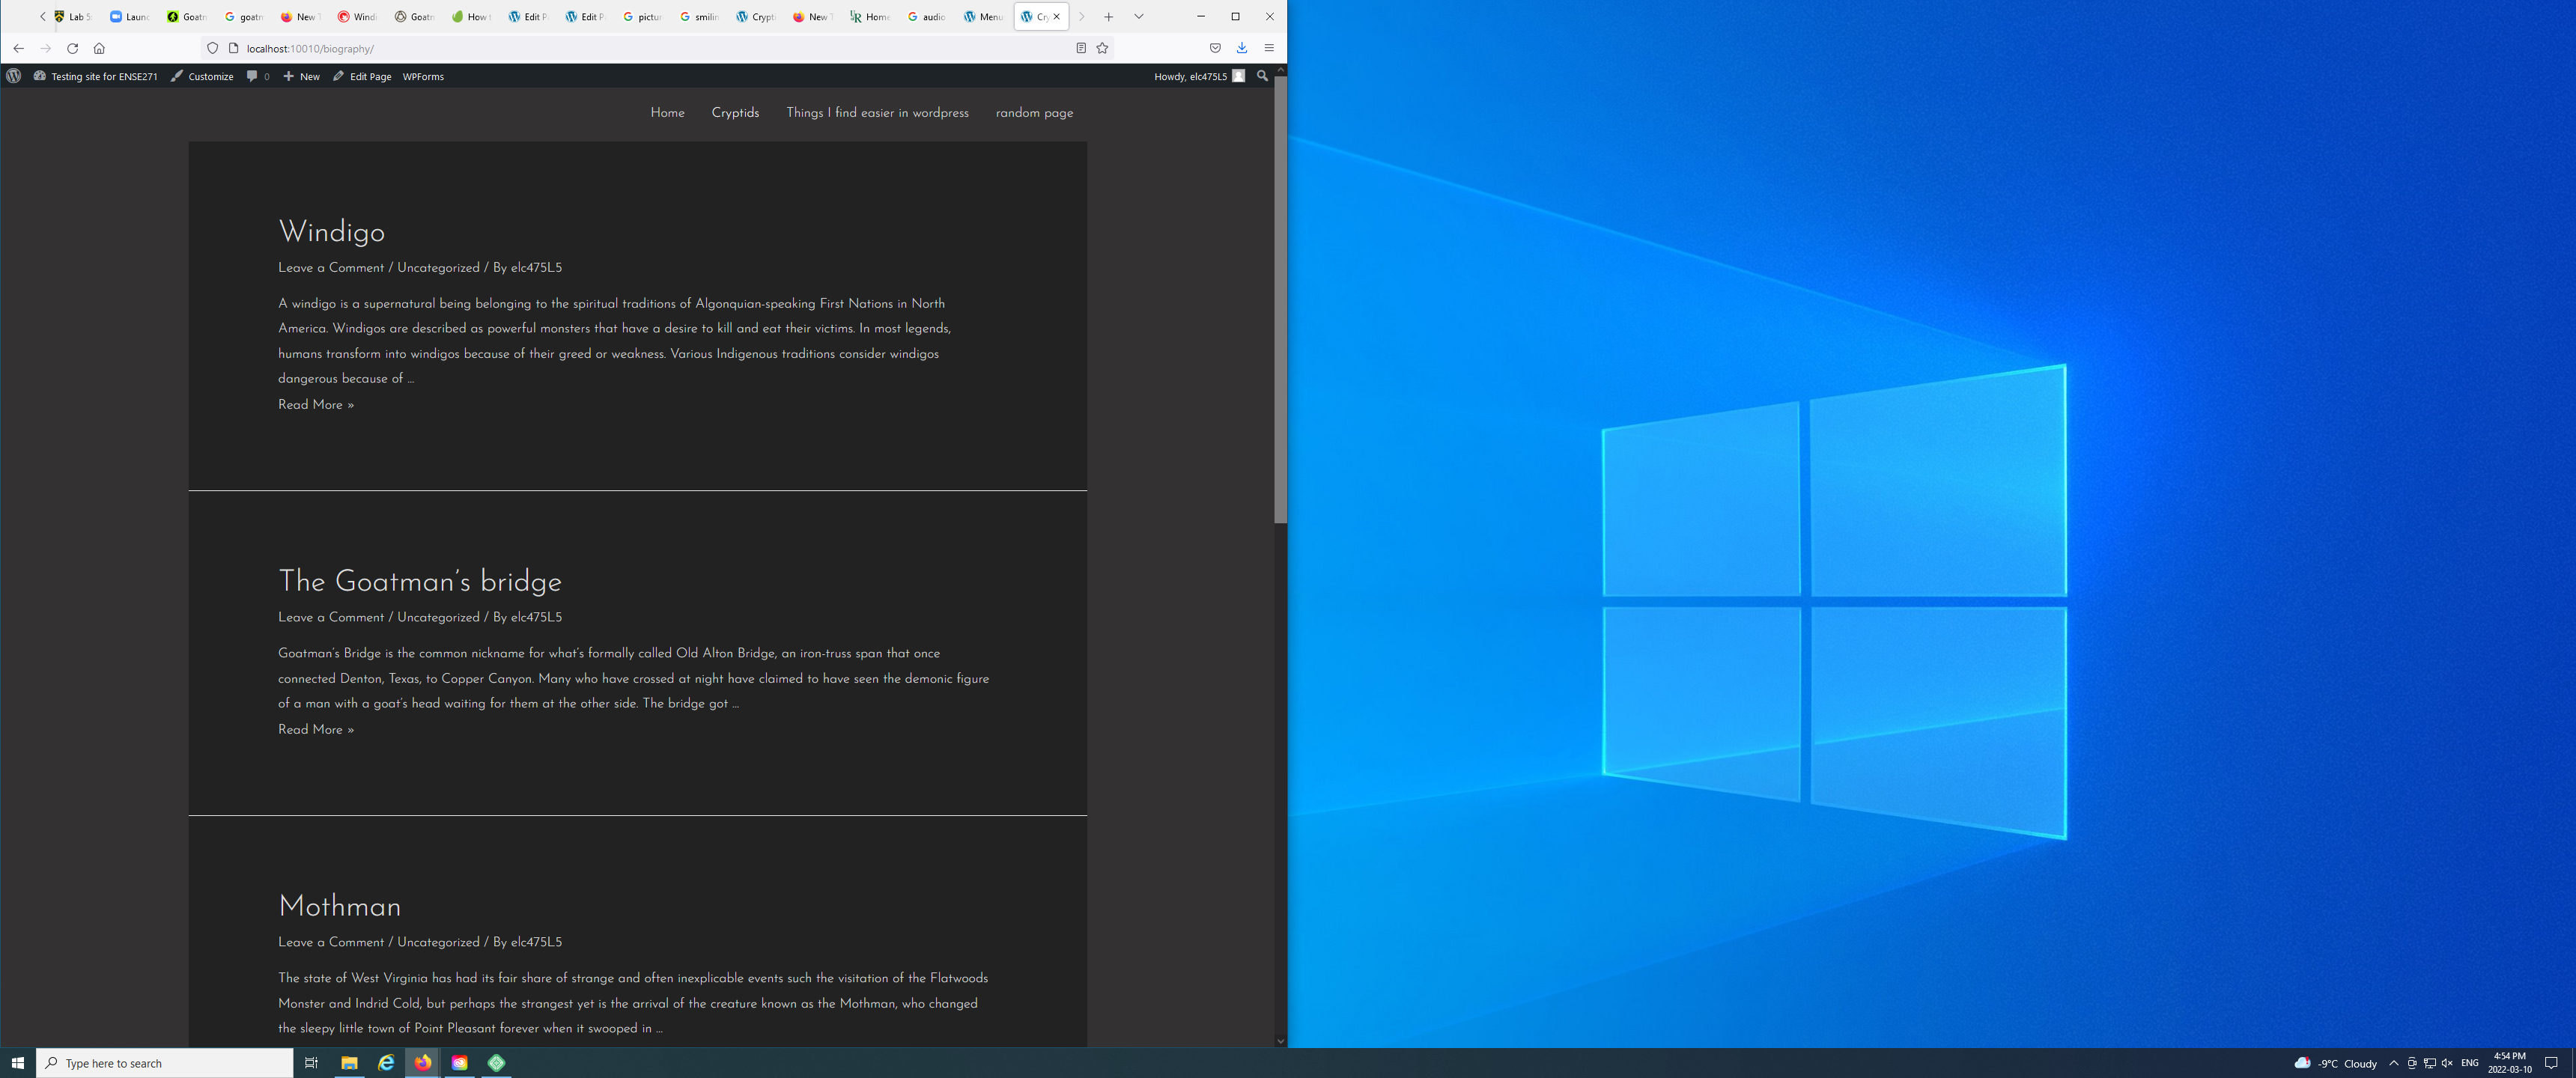 Lab 5:
Launc
Goatn
goatn
New T
Windi
Goatn
How t
Edit P
Edit P
pictur
smilin
Crypti
New T
Home
audio
Menu
Cry
localhost:10010/biography/
Testing site for ENSE271 Customize 0 New Edit Page WPForms Howdy, elc475L5
Home Cryptids Things I find easier in wordpress random page
Windigo
Leave a Comment / Uncategorized / By elc475L5
A windigo is a supernatural being belonging to the spiritual traditions of Algonquian-speaking First Nations in North
America. Windigos are described as powerful monsters that have a desire to kill and eat their victims. In most legends,
humans transform into windigos because of their greed or weakness. Various Indigenous traditions consider windigos
dangerous because of …
Read More »
The Goatman’s bridge
Leave a Comment / Uncategorized / By elc475L5
Goatman’s Bridge is the common nickname for what’s formally called Old Alton Bridge, an iron-truss span that once
connected Denton, Texas, to Copper Canyon. Many who have crossed at night have claimed to have seen the demonic figure
of a man with a goat’s head waiting for them at the other side. The bridge got …
Read More »
Mothman
Leave a Comment / Uncategorized / By elc475L5
The state of West Virginia has had its fair share of strange and often inexplicable events such the visitation of the Flatwoods
Monster and Indrid Cold, but perhaps the strangest yet is the arrival of the creature known as the Mothman, who changed
the sleepy little town of Point Pleasant forever when it swooped in …
Type here to search
-9°C Cloudy
ENG
4:54 PM
2022-03-10